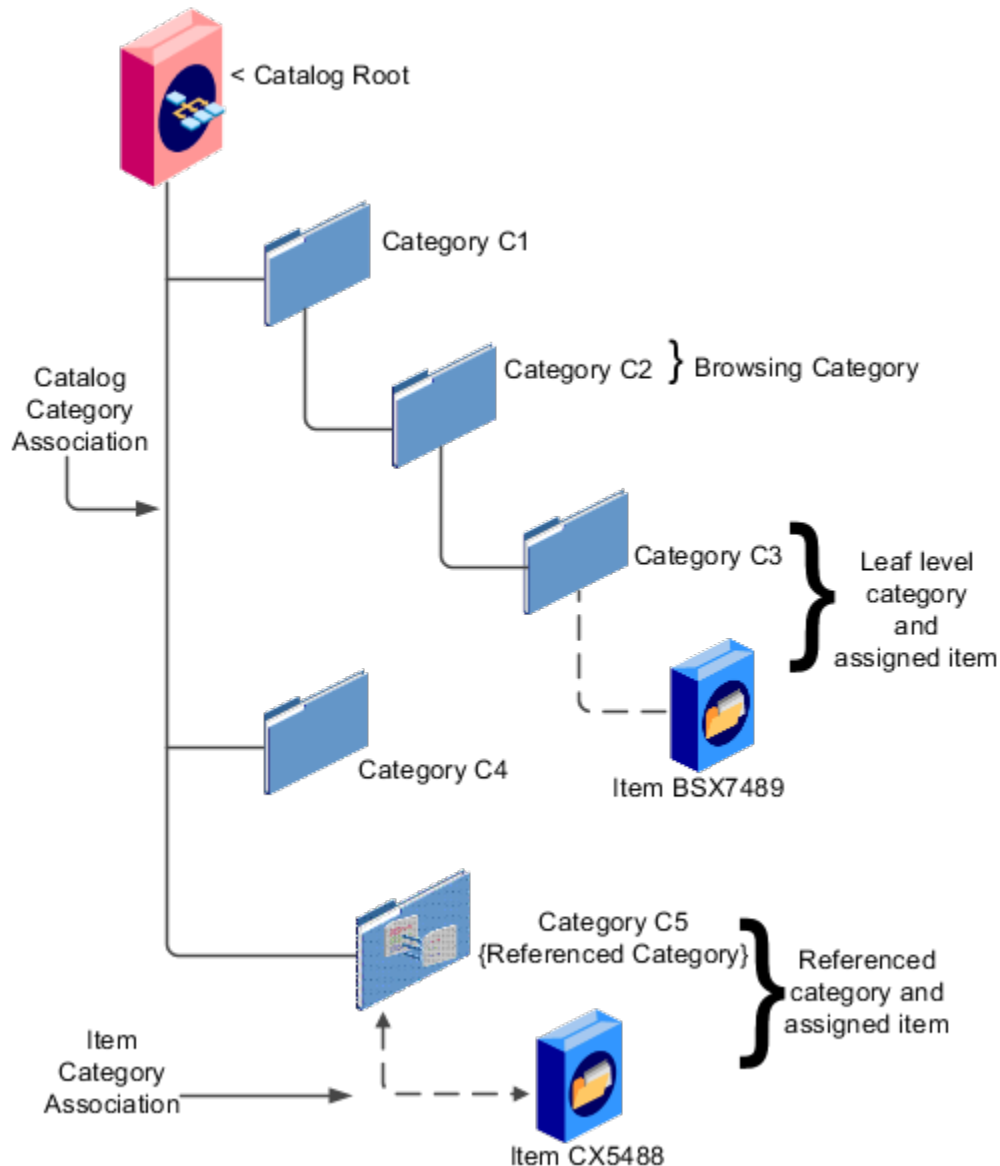 < Catalog Root
Category C1
Category C2 } Browsing Category
Catalog
Category
Association
Category C3
Leaf level
category
and
assigned item
Item BSX7489
Category C4
Category C5
{Referenced Category}
Referenced
category and
assigned item
Item
Category
Association
Item CX5488